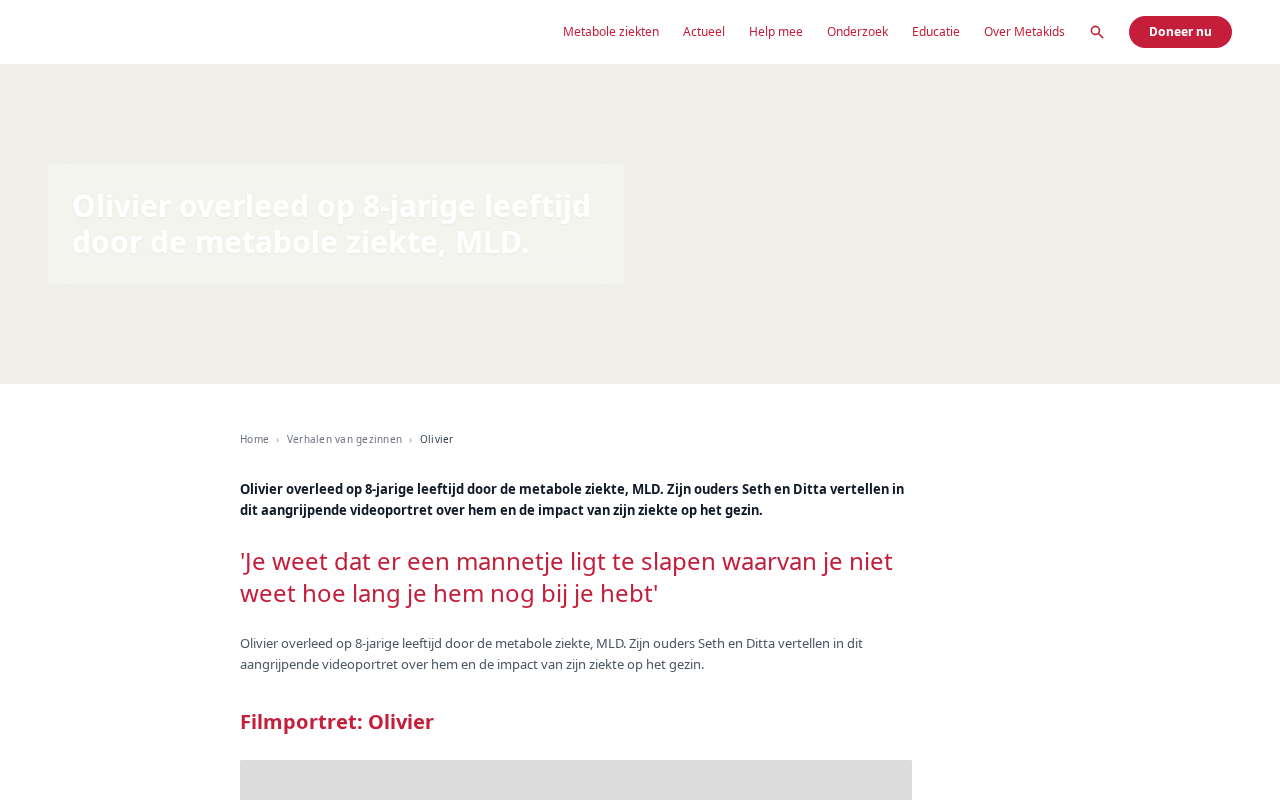 Metabole ziekten Actueel Help mee Onderzoek Educatie Over Metakids Doneer nu
Olivier overleed op 8-jarige leeftijd
door de metabole ziekte, MLD.
Home › Verhalen van gezinnen › Olivier
Olivier overleed op 8-jarige leeftijd door de metabole ziekte, MLD. Zijn ouders Seth en Ditta vertellen in
dit aangrijpende videoportret over hem en de impact van zijn ziekte op het gezin.
'Je weet dat er een mannetje ligt te slapen waarvan je niet
weet hoe lang je hem nog bij je hebt'
Olivier overleed op 8-jarige leeftijd door de metabole ziekte, MLD. Zijn ouders Seth en Ditta vertellen in dit
aangrijpende videoportret over hem en de impact van zijn ziekte op het gezin.
Filmportret: Olivier